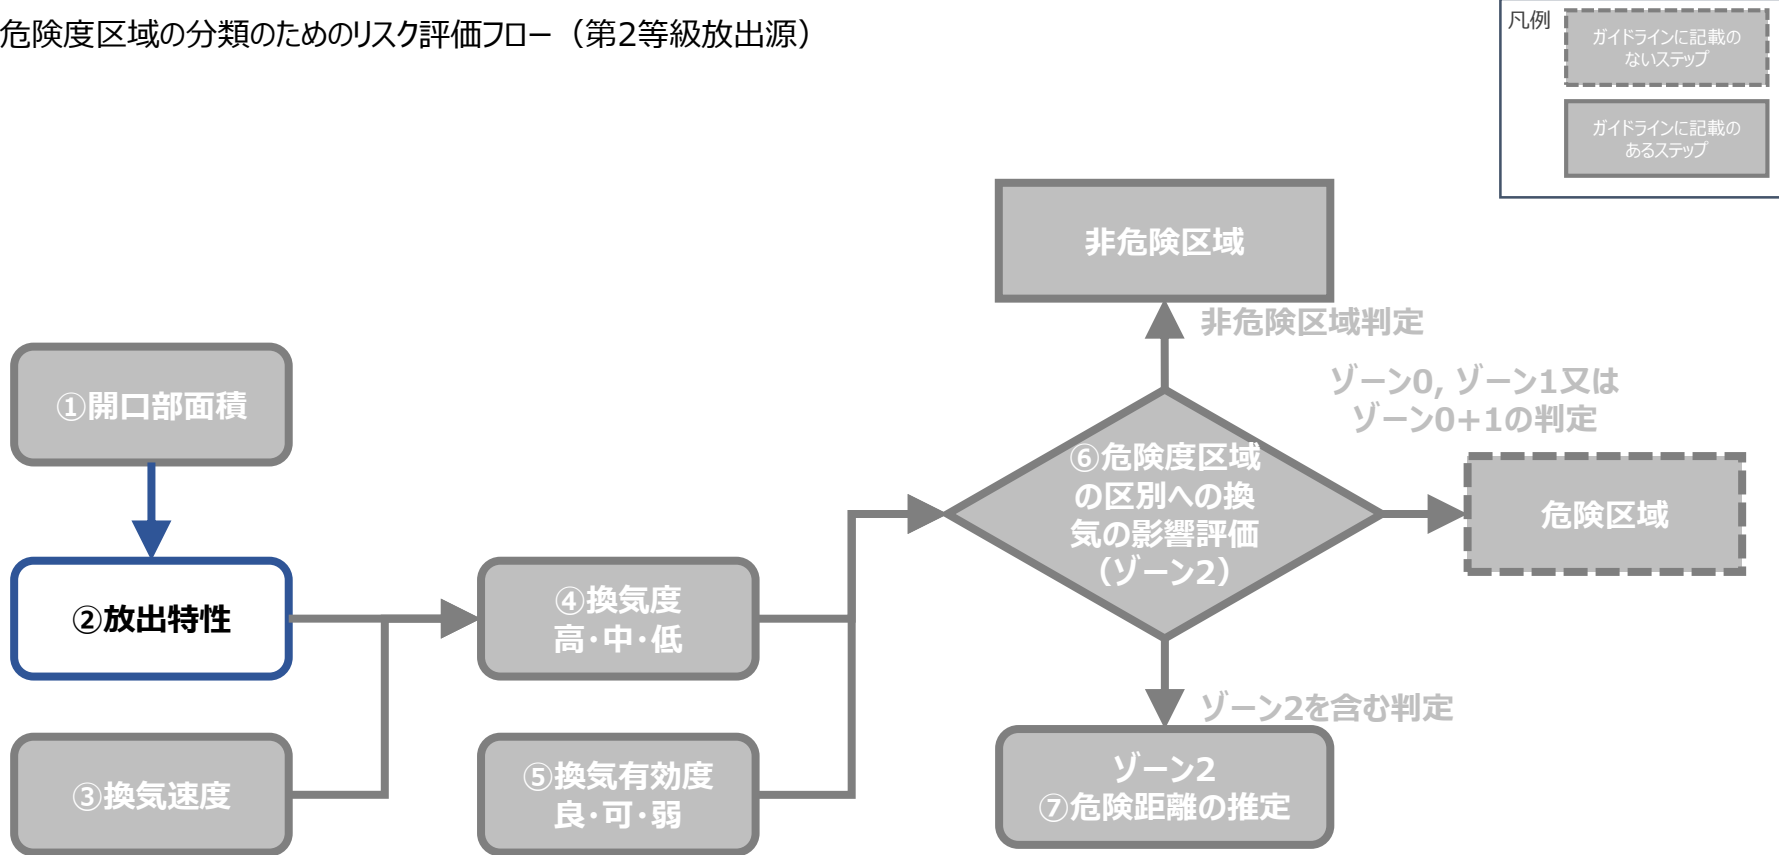 危険度区域の分類のためのリスク評価フロー（第2等級放出源）
凡例
ガイドラインに記載の
ないステップ
ガイドラインに記載の
あるステップ
非危険区域
非危険区域判定
ゾーン0, ゾーン1又は
ゾーン0+1の判定
①開口部面積
⑥危険度区域
の区別への換
気の影響評価
（ゾーン2）
危険区域
②放出特性
④換気度
高・中・低
ゾーン2を含む判定
③換気速度
⑤換気有効度
良・可・弱
ゾーン2
⑦危険距離の推定